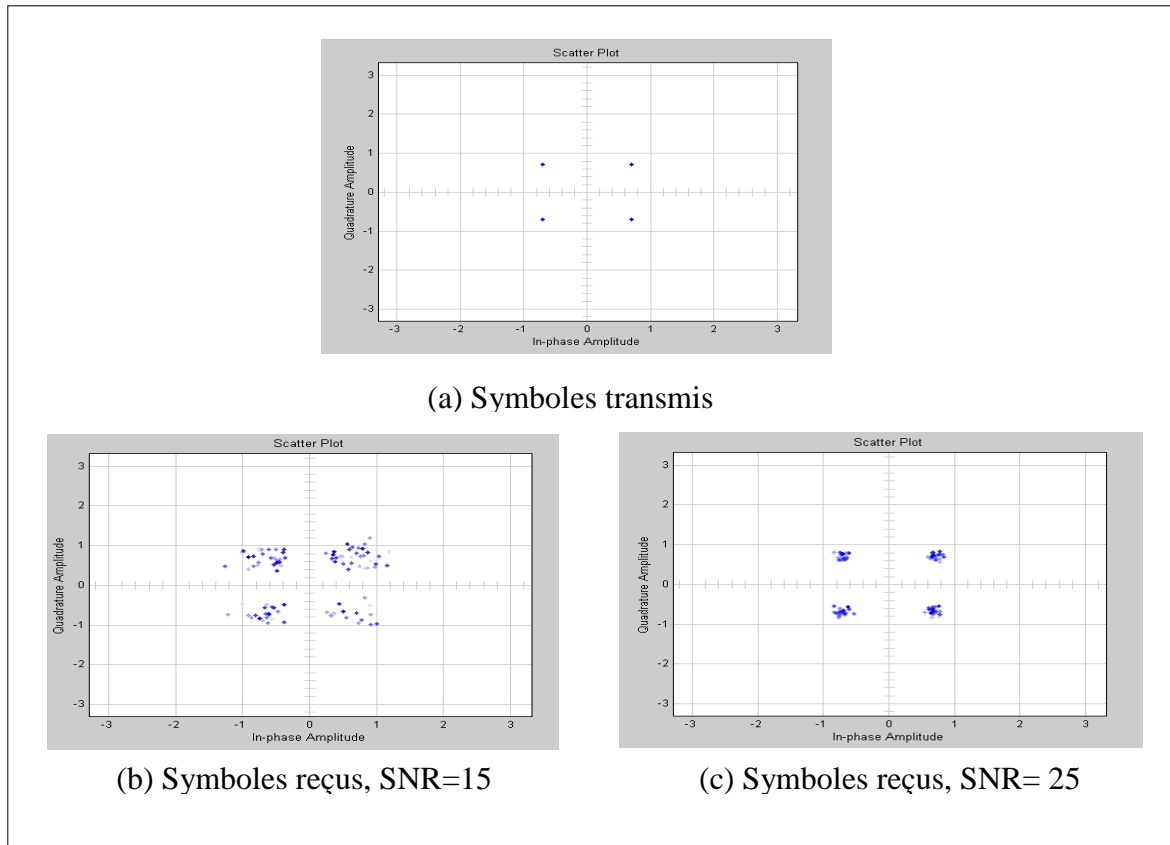 Scatter Plot
3
2
1
0
-1
-2
-3
Quadrature Amplitude
-3 -2 -1 0 1 2 3
In-phase Amplitude
(a) Symboles transmis
Scatter Plot
3
2
1
0
-1
-2
-3
Quadrature Amplitude
-3 -2 -1 0 1 2 3
In-phase Amplitude
(b) Symboles reçus, SNR=15
Scatter Plot
3
2
1
0
-1
-2
-3
Quadrature Amplitude
-3 -2 -1 0 1 2 3
In-phase Amplitude
(c) Symboles reçus, SNR= 25